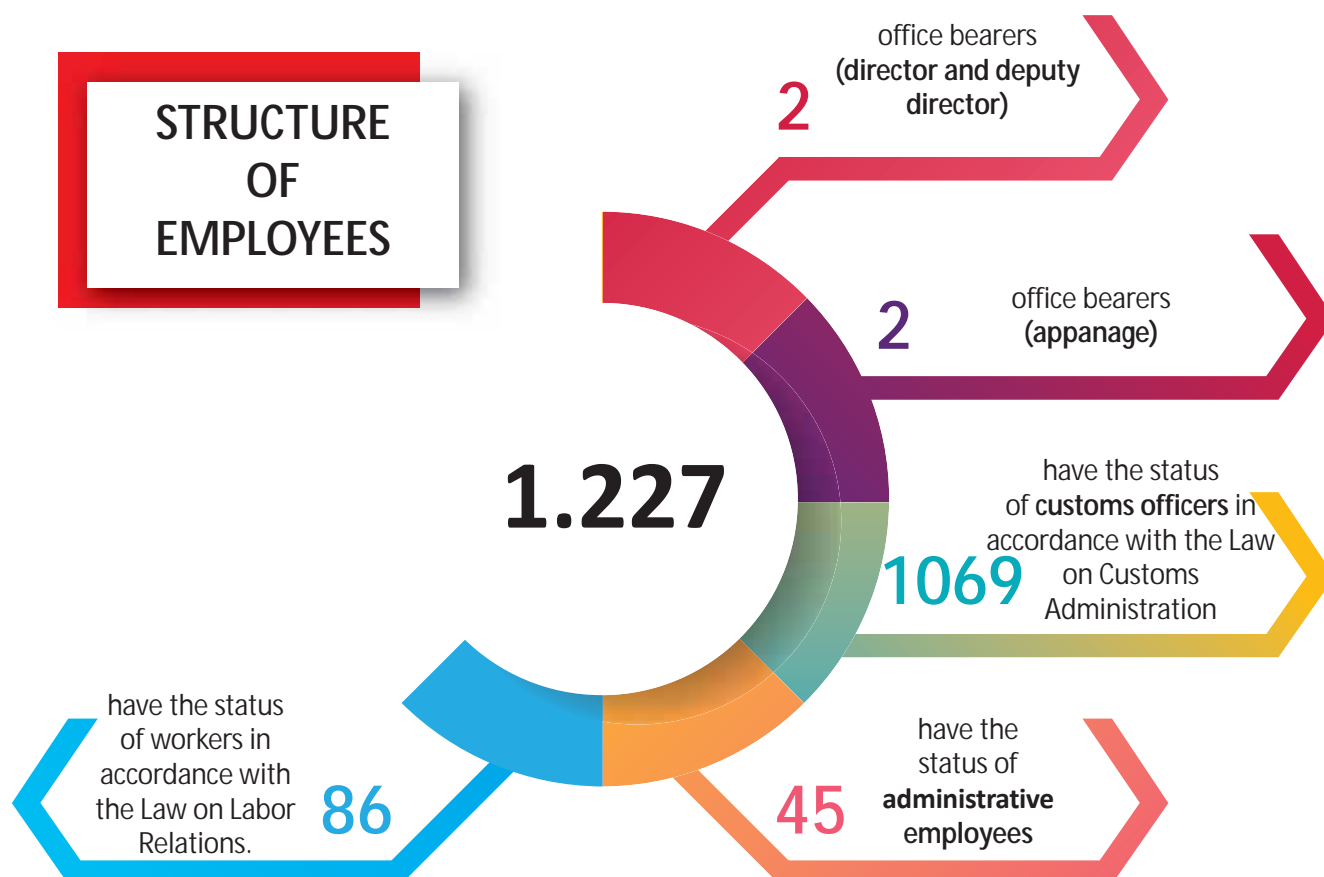 STRUCTURE
OF
EMPLOYEES
office bearers
(director and deputy
director)
2
office bearers
(appanage)
2
1.227
have the status
of customs officers in
accordance with the Law
on Customs
Administration
1069
have the
status of
administrative
employees
45
have the status
of workers in
accordance with
the Law on Labor
Relations.
86